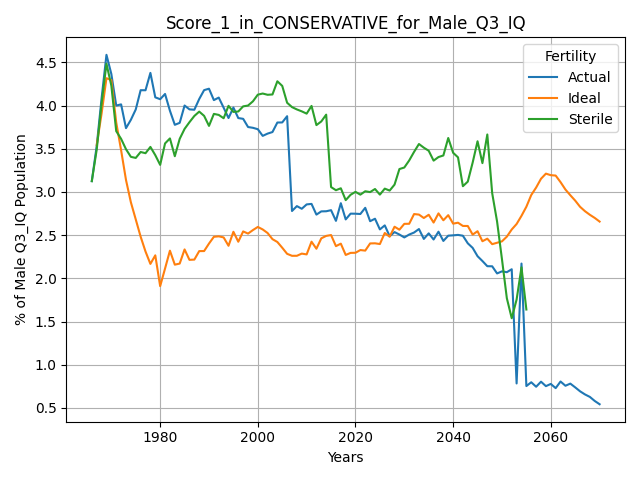 Score_1_in_CONSERVATIVE_for_Male_Q3_IQ
Fertility
Actual
Ideal
Sterile
% of Male Q3_IQ Population
4.5
4.0
3.5
3.0
2.5
2.0
1.5
1.0
0.5
1980
2000
2020
2040
2060
Years